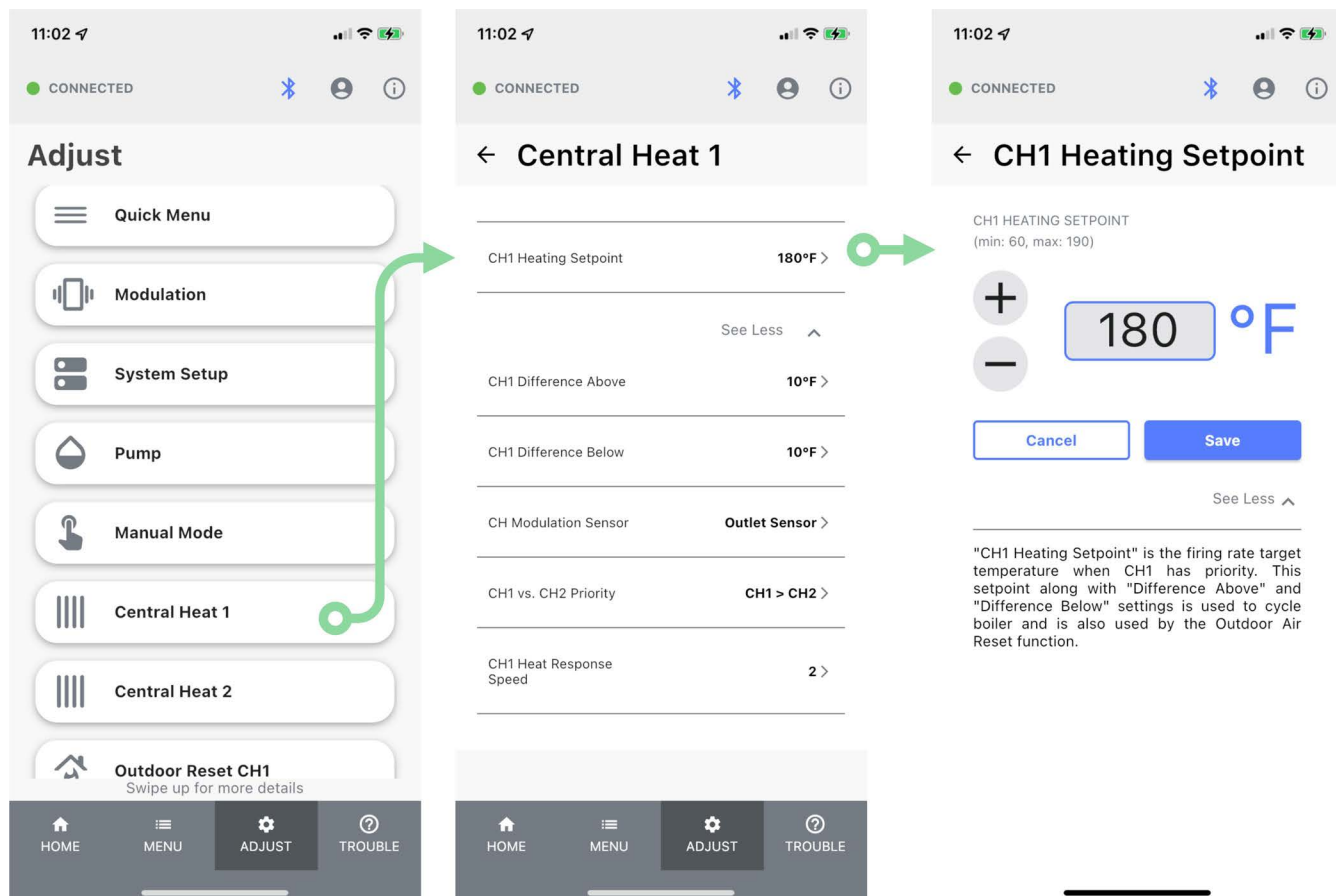 11:02
CONNECTED
Adjust
Quick Menu
Modulation
System Setup
Pump
Manual Mode
Central Heat 1
Central Heat 2
Outdoor Reset CH1
Swipe up for more details
HOME MENU ADJUST TROUBLE
11:02
CONNECTED
← Central Heat 1
CH1 Heating Setpoint 180°F >
See Less
CH1 Difference Above 10°F >
CH1 Difference Below 10°F >
CH Modulation Sensor Outlet Sensor >
CH1 vs. CH2 Priority CH1 > CH2 >
CH1 Heat Response
Speed 2 >
HOME MENU ADJUST TROUBLE
11:02
CONNECTED
← CH1 Heating Setpoint
CH1 HEATING SETPOINT
(min: 60, max: 190)
+
180 °F
−
Cancel Save
See Less
"CH1 Heating Setpoint" is the firing rate target
temperature when CH1 has priority. This
setpoint along with "Difference Above" and
"Difference Below" settings is used to cycle
boiler and is also used by the Outdoor Air
Reset function.